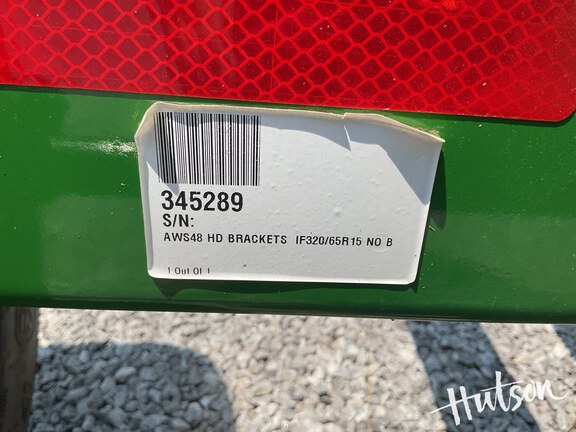 345289
S/N:
AWS48 HD BRACKETS IF320/65R15 NO B
1 Out Of 1
Hutson